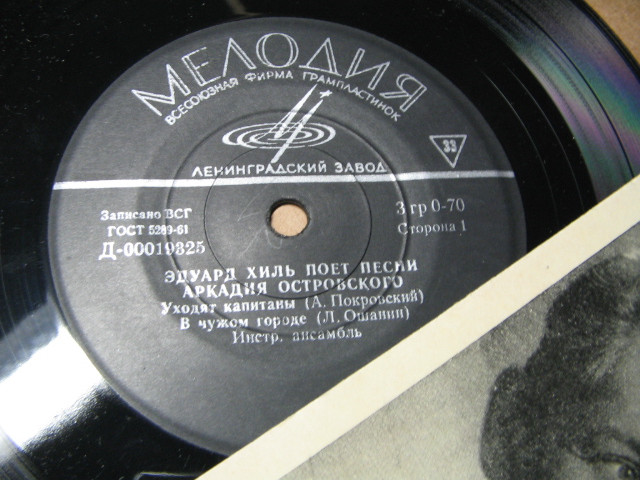 МЕЛОДИЯ
ВСЕСОЮЗНАЯ ФИРМА ГРАМПЛАСТИНОК
ЛЕНИНГРАДСКИЙ ЗАВОД
33
Записано ВСГ
ГОСТ 5289-61
Д-00019325
3 гр 0-70
Сторона 1
ЭДУАРД ХИЛЬ ПОЕТ ПЕСНИ
АРКАДИЯ ОСТРОВСКОГО
Уходят капитаны (А. Покровский)
В чужом городе (Л. Ошанин)
Инстр. ансамбль